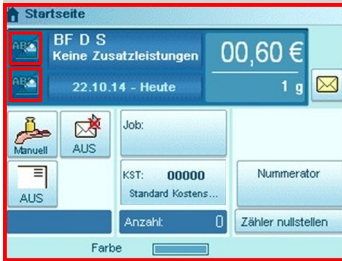 Startseite
BF D S
Keine Zusatzleistungen
00,60 €
22.10.14 - Heute
1 g
Manuell
AUS
Job:
AUS
KST: 00000
Standard Kostens...
Nummerator
Anzahl: 0
Zähler nullstellen
Farbe